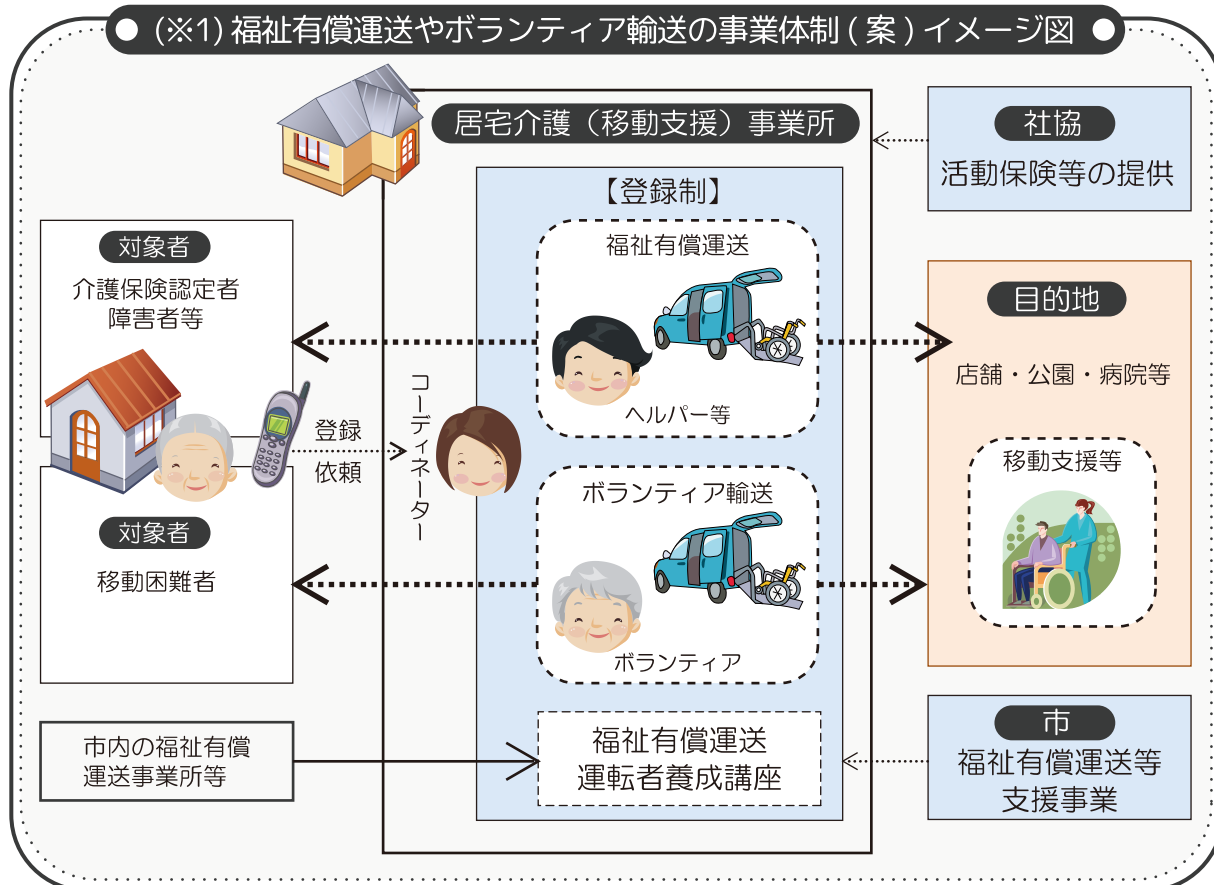 (※1) 福祉有償運送やボランティア輸送の事業体制 ( 案 ) イメージ図
居宅介護（移動支援）事業所
社協
活動保険等の提供
【登録制】
対象者
介護保険認定者
障害者等
福祉有償運送
ヘルパー等
目的地
店舗・公園・病院等
移動支援等
登録
依頼
コーディネーター
対象者
移動困難者
ボランティア輸送
ボランティア
市内の福祉有償
運送事業所等
福祉有償運送
運転者養成講座
市
福祉有償運送等
支援事業